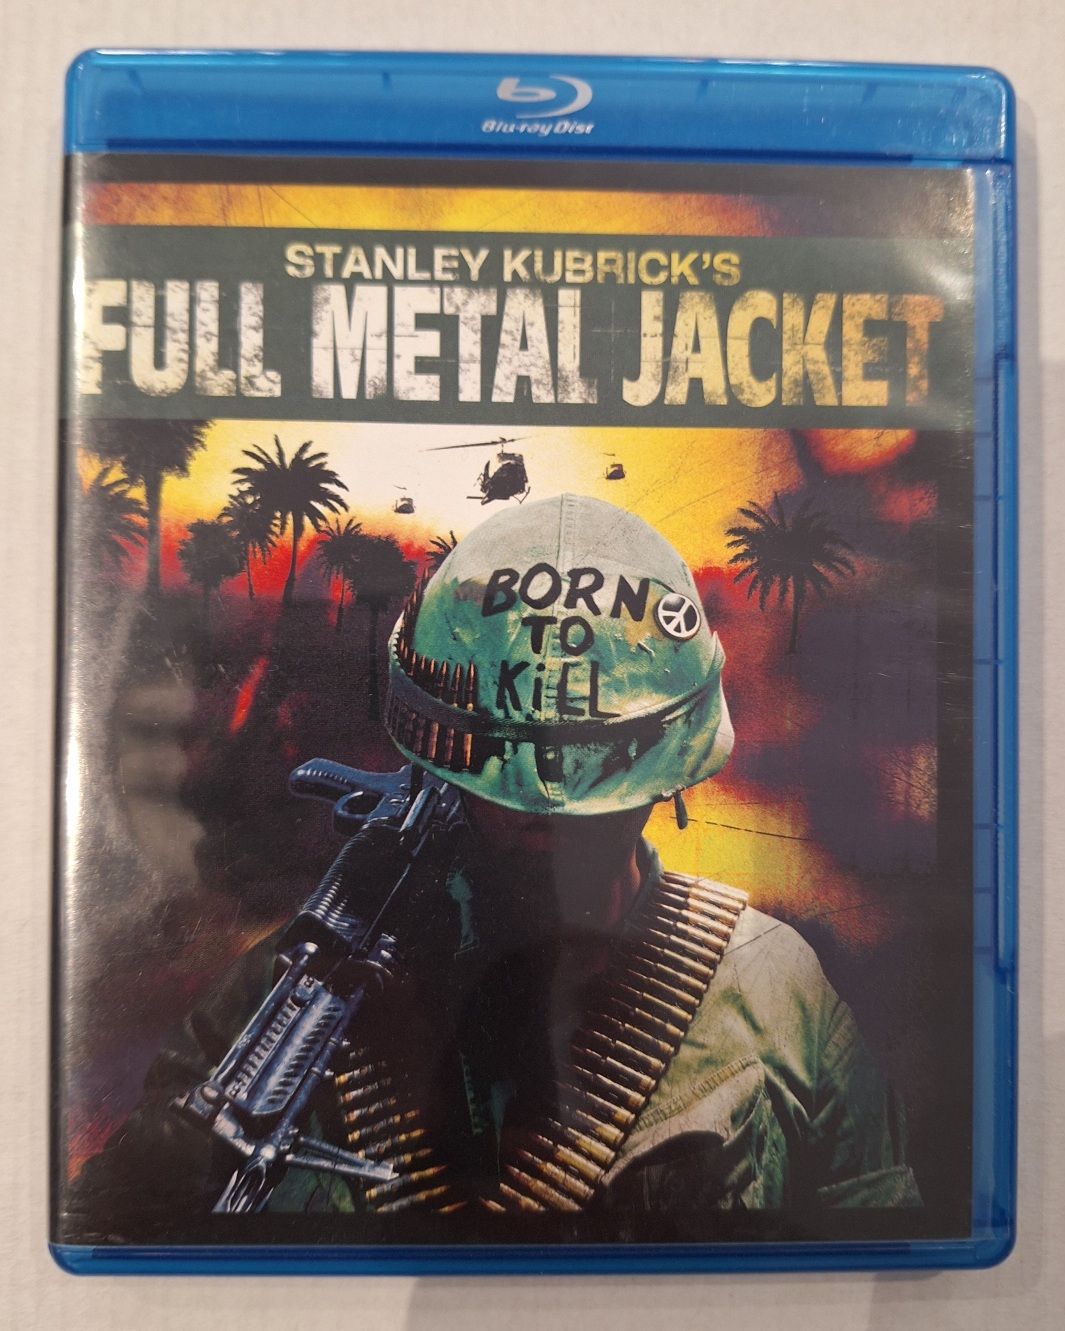 Blu-ray Disc
STANLEY KUBRICK'S
FULL METAL JACKET
BORN
TO
KiLL